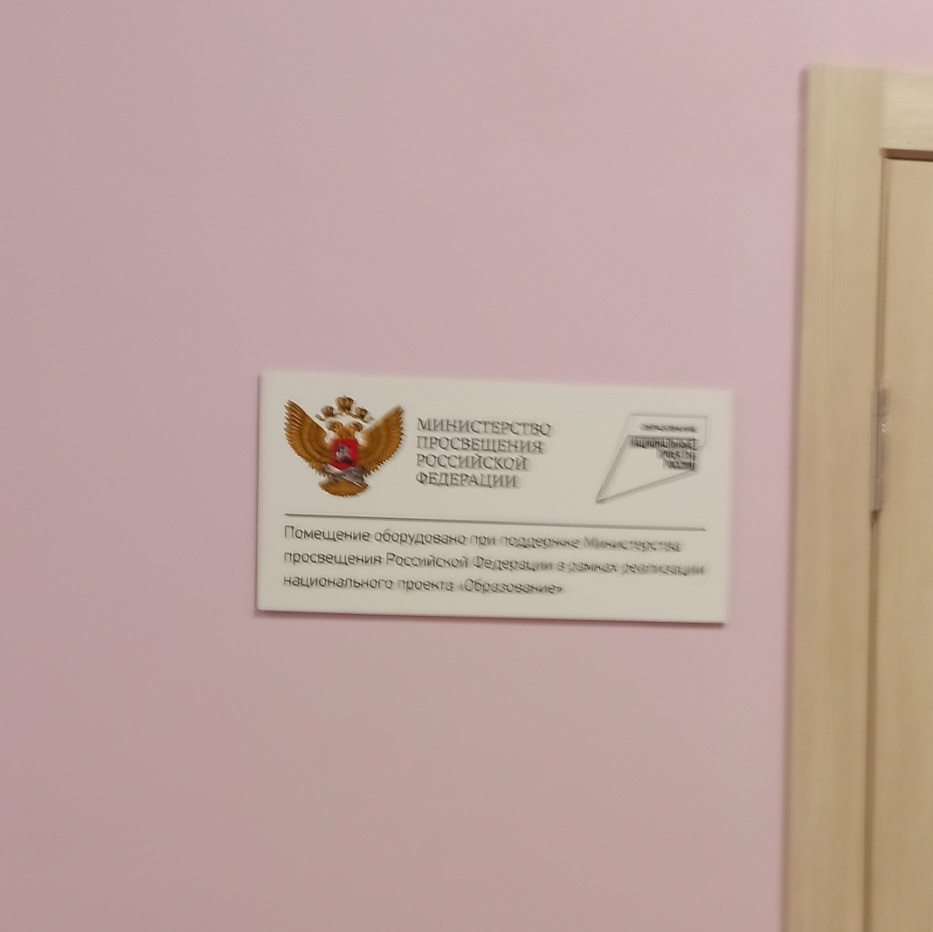 МИНИСТЕРСТВО
ПРОСВЕЩЕНИЯ
РОССИЙСКОЙ
ФЕДЕРАЦИИ
ОБРАЗОВАНИЕ
НАЦИОНАЛЬНЫЕ
ПРОЕКТЫ
РОССИИ
Помещение оборудовано при поддержке Министерства
просвещения Российской Федерации в рамках реализации
национального проекта «Образование»